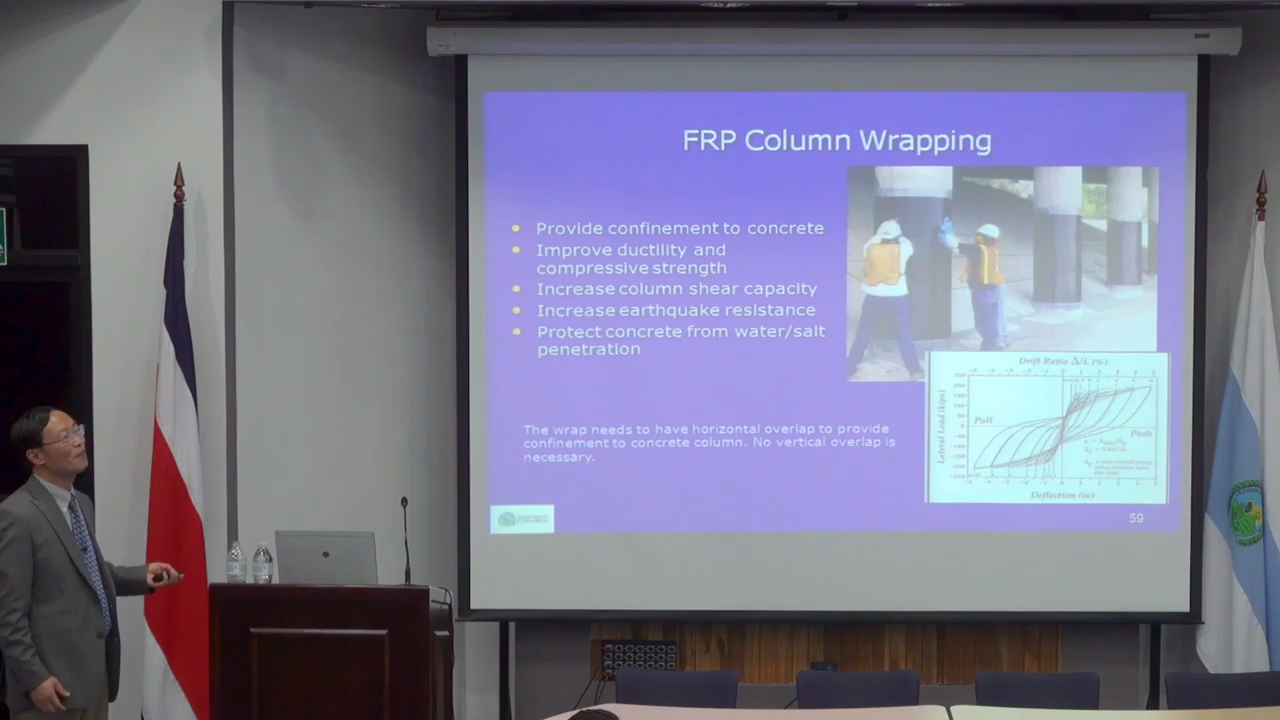 FRP Column Wrapping
Provide confinement to concrete
Improve ductility and
compressive strength
Increase column shear capacity
Increase earthquake resistance
Protect concrete from water/salt
penetration
The wrap needs to have horizontal overlap to provide
confinement to concrete column. No vertical overlap is
necessary.
Drift Ratio Δ/L (%)
Lateral Load (kips)
Pull
Push
Deflection (in)
59